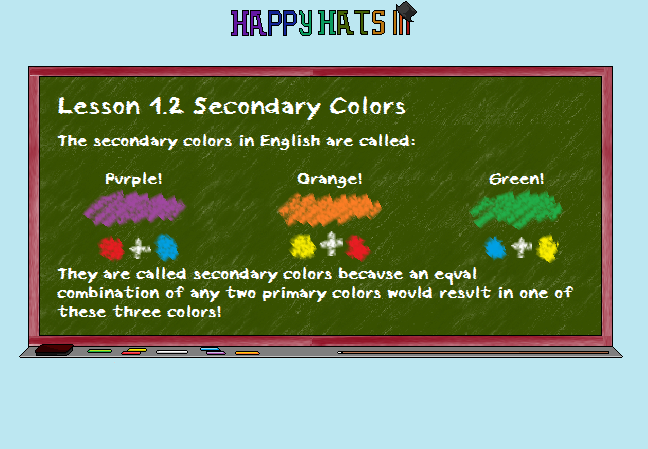 HAPPY HATS IN
Lesson 1.2 Secondary Colors
The secondary colors in English are called:
Purple! Orange! Green!
They are called secondary colors because an equal
combination of any two primary colors would result in one of
these three colors!